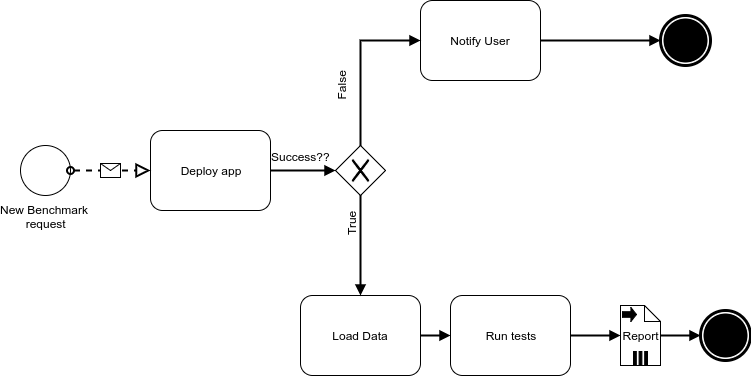 Notify User
False
Success??
Deploy app
New Benchmark
request
True
Load Data
Run tests
Report